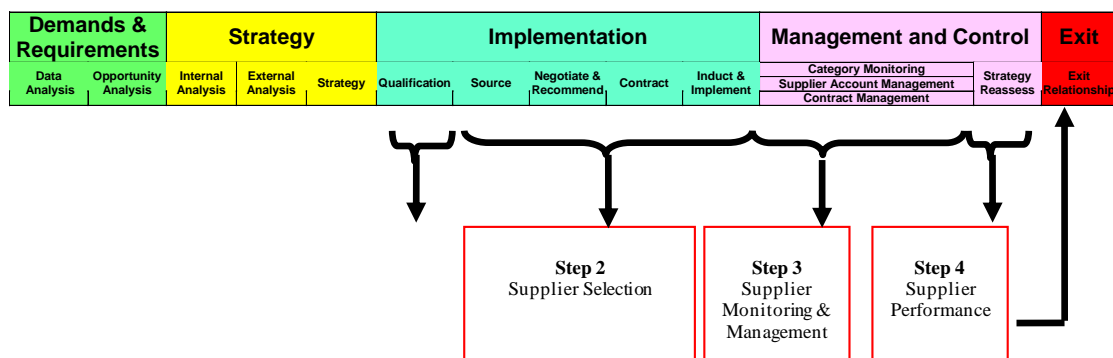 Demands &
Requirements
Strategy
Implementation
Management and Control
Exit
Data
Analysis
Opportunity
Analysis
Internal
Analysis
External
Analysis
Strategy
Qualification
Source
Negotiate &
Recommend
Contract
Induct &
Implement
Category Monitoring
Supplier Account Management
Contract Management
Strategy
Reassess
Exit
Relationship
Step 2
Supplier Selection
Step 3
Supplier
Monitoring &
Management
Step 4
Supplier
Performance